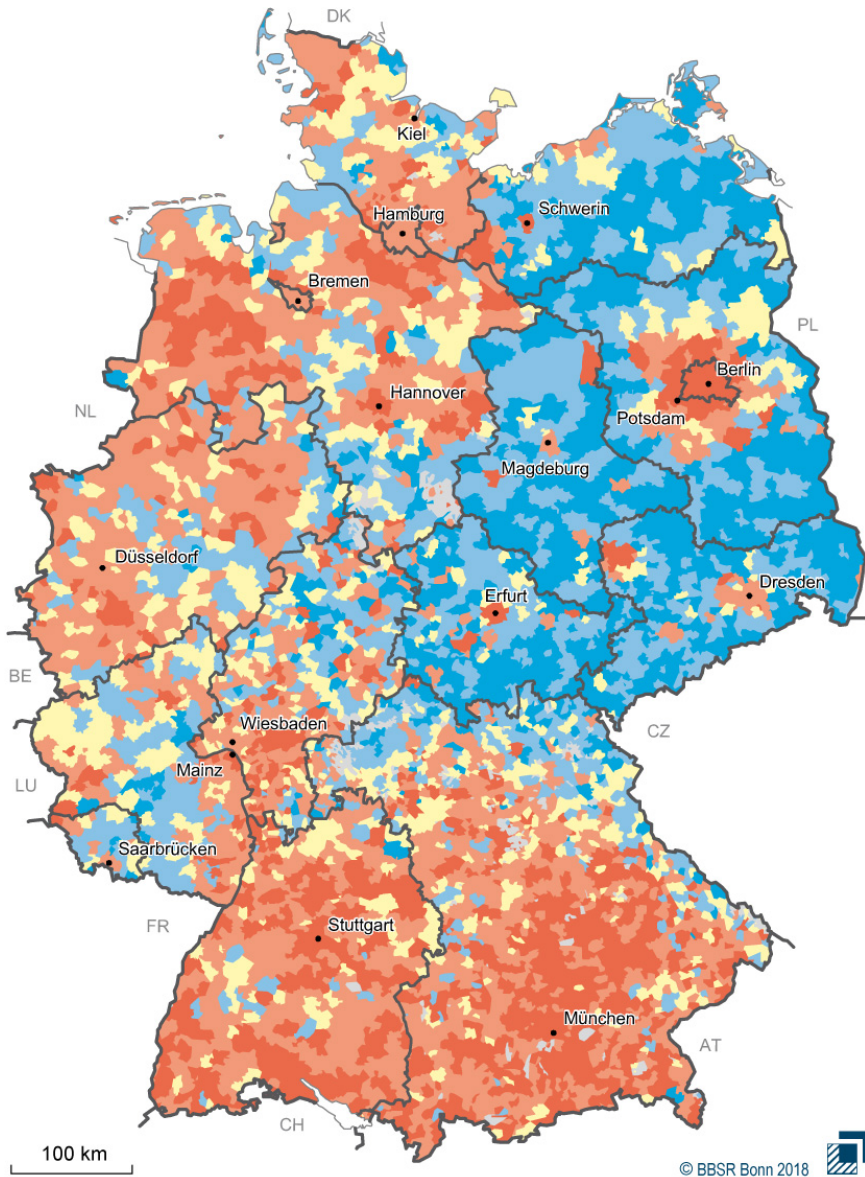 DK
Kiel
Hamburg
Schwerin
Bremen
PL
Berlin
NL
Hannover
Potsdam
Magdeburg
Düsseldorf
Erfurt
Dresden
BE
CZ
Wiesbaden
LU
Mainz
Saarbrücken
FR
Stuttgart
München
AT
CH
100 km
© BBSR Bonn 2018